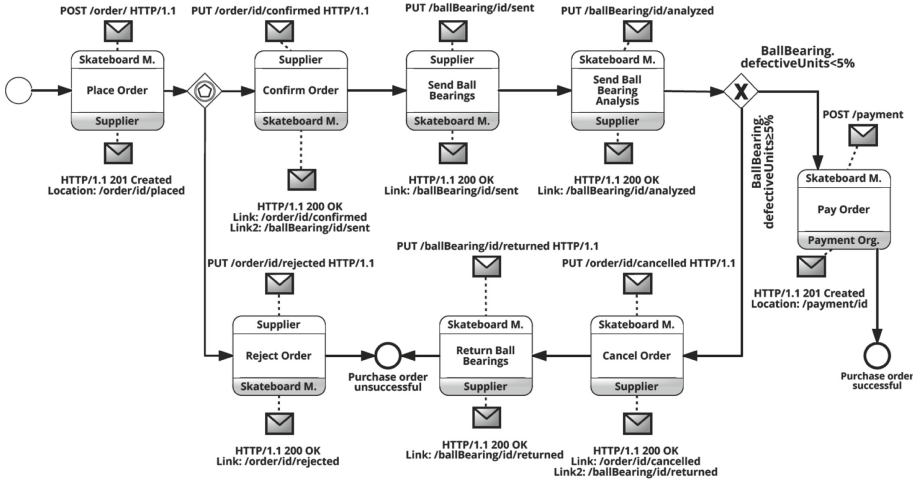 POST /order/ HTTP/1.1
Skateboard M.
Place Order
Supplier
HTTP/1.1 201 Created
Location: /order/id/placed
PUT /order/id/confirmed HTTP/1.1
Supplier
Confirm Order
Skateboard M.
HTTP/1.1 200 OK
Link: /order/id/confirmed
Link2: /ballBearing/id/sent
PUT /ballBearing/id/sent
Supplier
Send Ball
Bearings
Skateboard M.
HTTP/1.1 200 OK
Link: /ballBearing/id/sent
PUT /ballBearing/id/analyzed
Skateboard M.
Send Ball
Bearing
Analysis
Supplier
HTTP/1.1 200 OK
Link: /ballBearing/id/analyzed
X
BallBearing.
defectiveUnits<5%
BallBearing.
defectiveUnits≥5%
POST /payment
Skateboard M.
Pay Order
Payment Org.
HTTP/1.1 201 Created
Location: /payment/id
Purchase order
successful
PUT /order/id/rejected HTTP/1.1
Supplier
Reject Order
Skateboard M.
HTTP/1.1 200 OK
Link: /order/id/rejected
Purchase order
unsuccessful
PUT /ballBearing/id/returned HTTP/1.1
Skateboard M.
Return Ball
Bearings
Supplier
HTTP/1.1 200 OK
Link: /ballBearing/id/returned
PUT /order/id/cancelled HTTP/1.1
Skateboard M.
Cancel Order
Supplier
HTTP/1.1 200 OK
Link: /order/id/cancelled
Link2: /ballBearing/id/returned